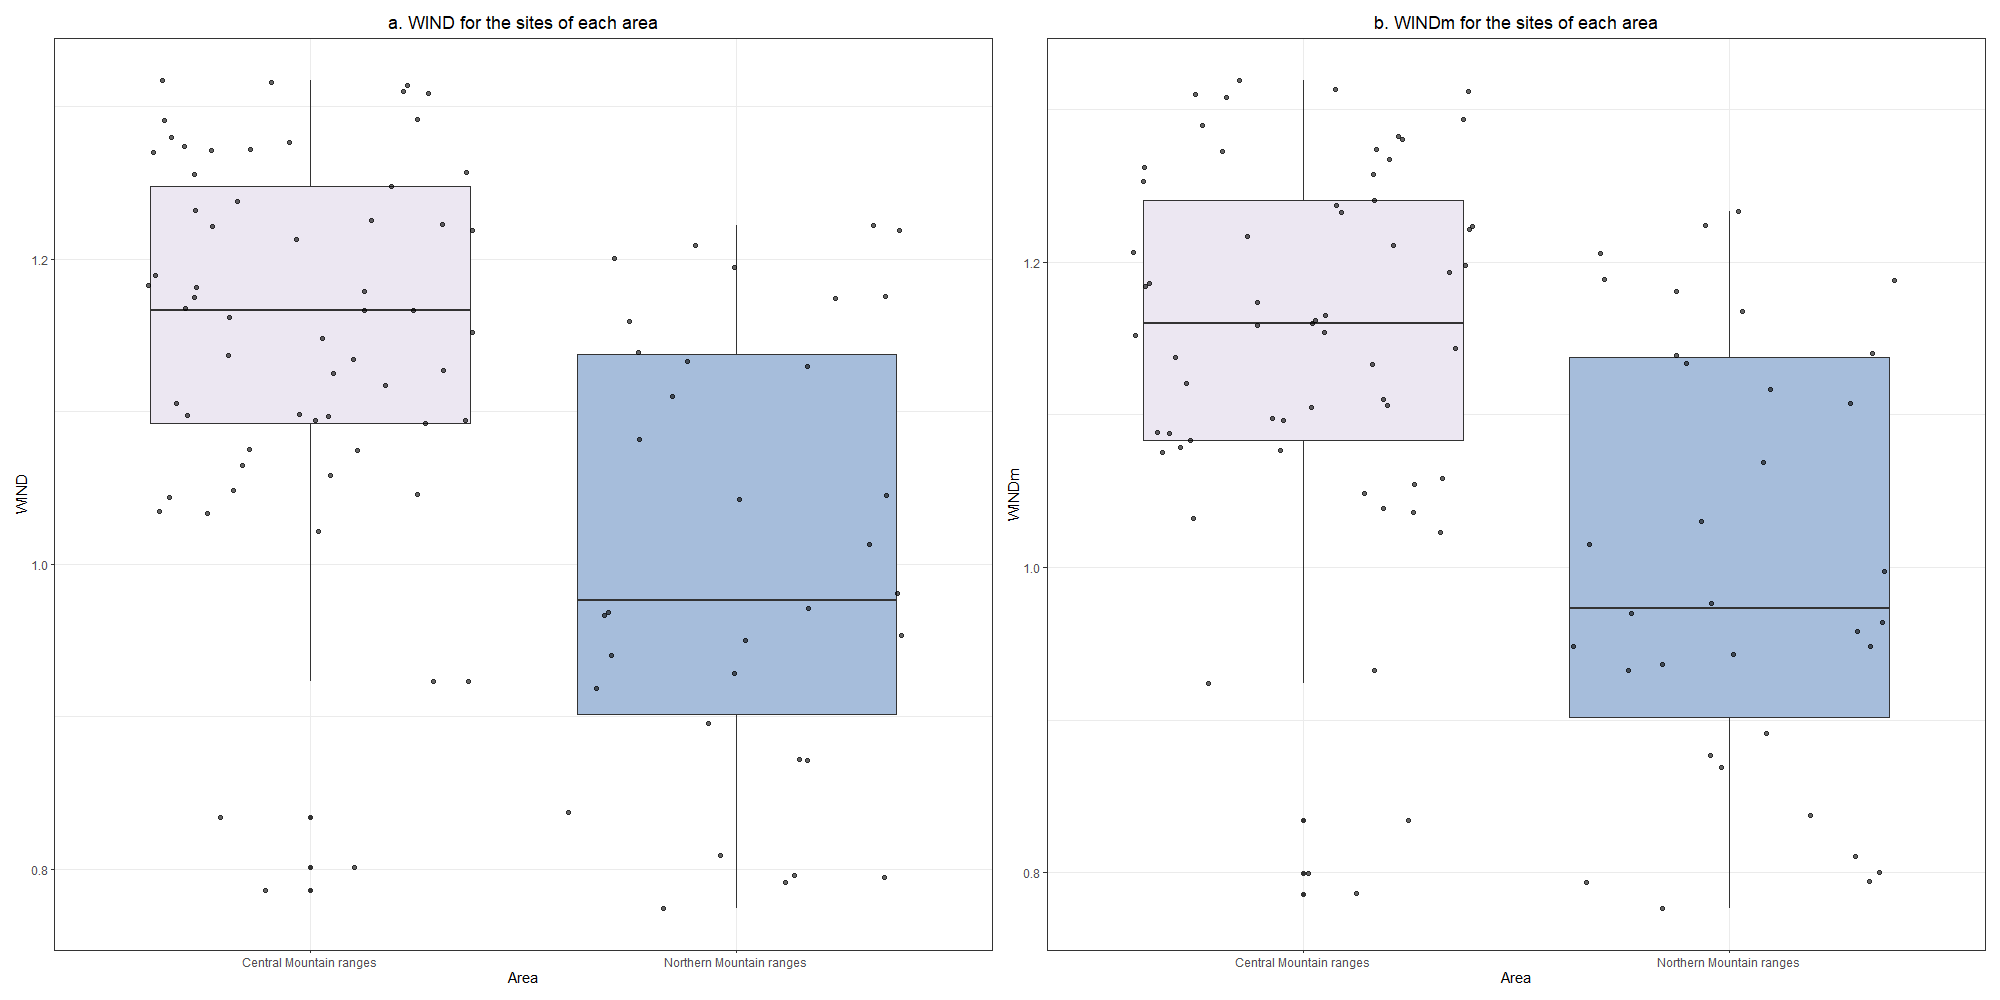 a. WIND for the sites of each area
WIND
1.2
1.0
0.8
Central Mountain ranges
Northern Mountain ranges
Area
b. WINDm for the sites of each area
WINDm
1.2
1.0
0.8
Central Mountain ranges
Northern Mountain ranges
Area